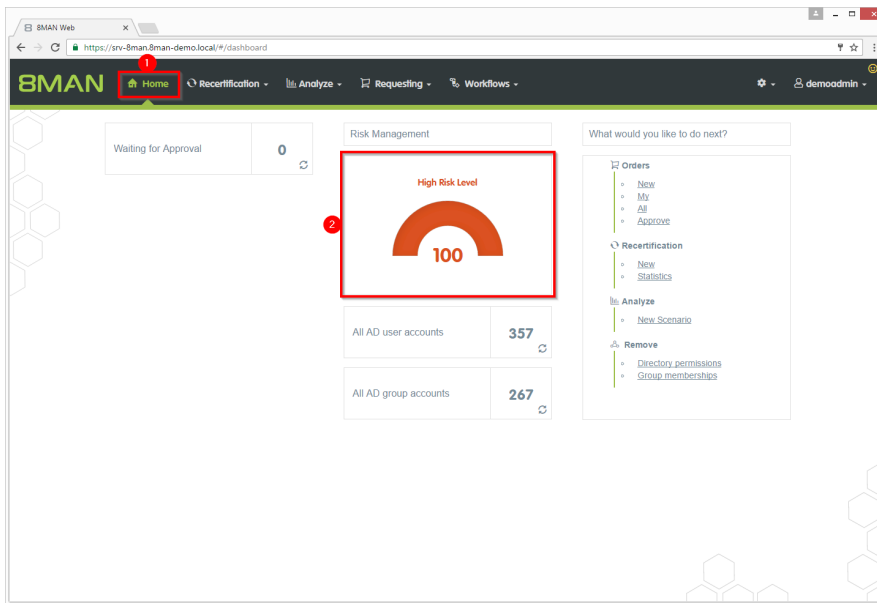 8MAN Web
https://srv-8man.8man-demo.local/#/dashboard
1
8MAN Home Recertification Analyze Requesting Workflows demoadmin
Waiting for Approval 0
Risk Management
High Risk Level
2
100
All AD user accounts 357
All AD group accounts 267
What would you like to do next?
Orders
New
My
All
Approve
Recertification
New
Statistics
Analyze
New Scenario
Remove
Directory permissions
Group memberships